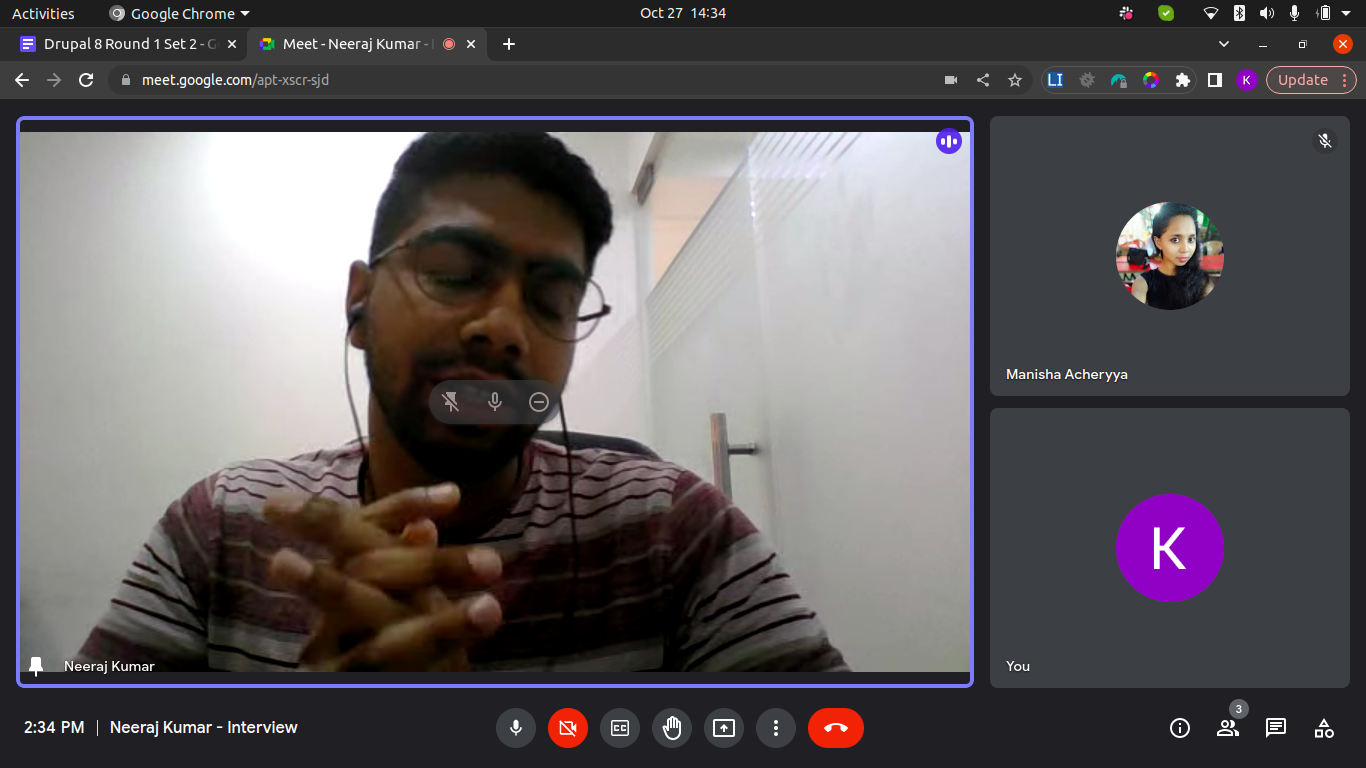 Activities
Google Chrome
Oct 27 14:34
Drupal 8 Round 1 Set 2 - G
Meet - Neeraj Kumar -
meet.google.com/apt-xscr-sjd
LI
K
Update
Manisha Acheryya
K
Neeraj Kumar
You
2:34 PM | Neeraj Kumar - Interview
CC
3